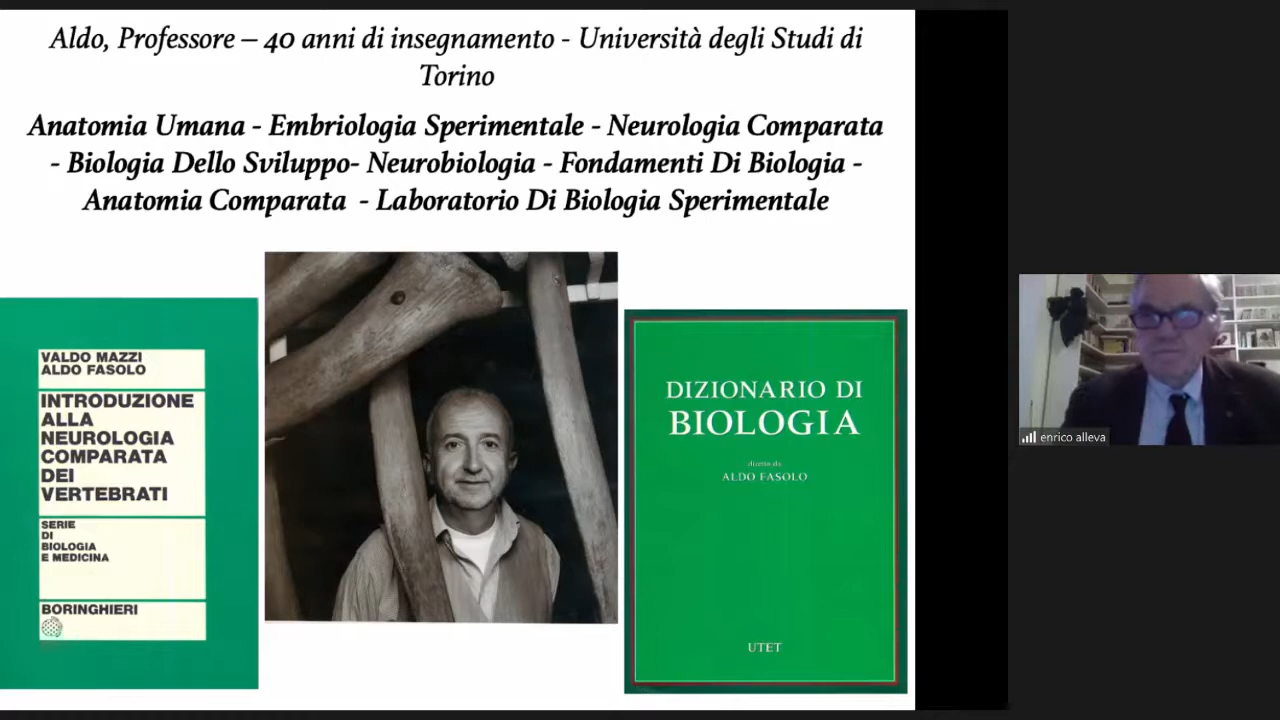 Aldo, Professore – 40 anni di insegnamento - Università degli Studi di
Torino
Anatomia Umana - Embriologia Sperimentale - Neurologia Comparata
- Biologia Dello Sviluppo- Neurobiologia - Fondamenti Di Biologia -
Anatomia Comparata - Laboratorio Di Biologia Sperimentale
VALDO MAZZI
ALDO FASOLO
INTRODUZIONE
ALLA
NEUROLOGIA
COMPARATA
DEI
VERTEBRATI
SERIE
DI
BIOLOGIA
E MEDICINA
BORINGHIERI
DIZIONARIO DI
BIOLOGIA
diretto da
ALDO FASOLO
UTET
enrico alleva